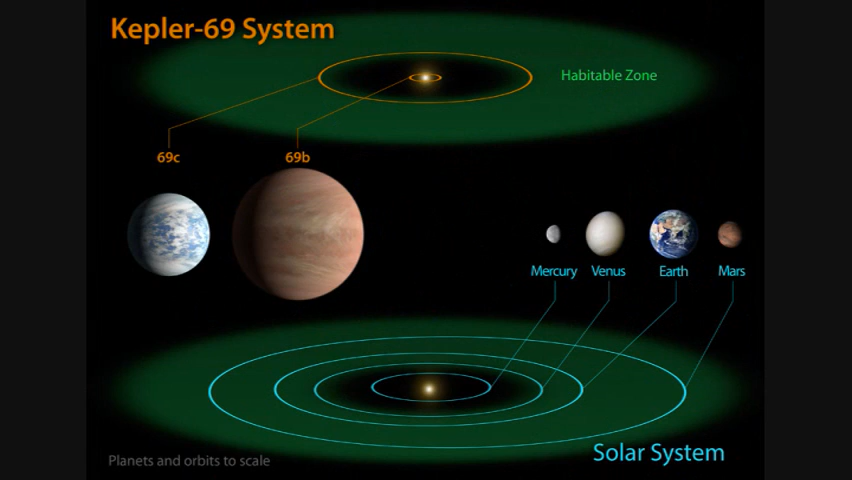 Kepler-69 System
Habitable Zone
69c
69b
Mercury
Venus
Earth
Mars
Solar System
Planets and orbits to scale